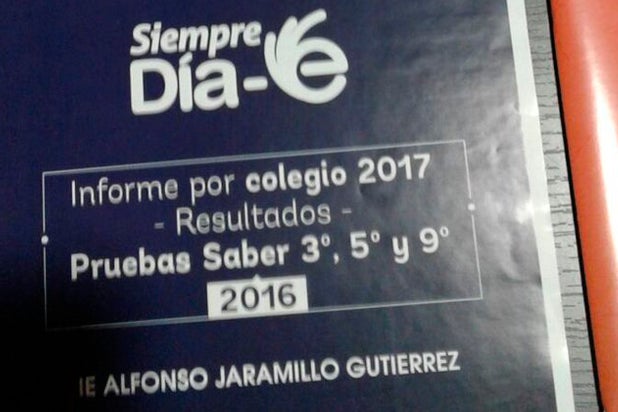 Siempre
Día-e
Informe por colegio 2017
- Resultados -
Pruebas Saber 3°, 5° y 9°
2016
IE ALFONSO JARAMILLO GUTIERREZ